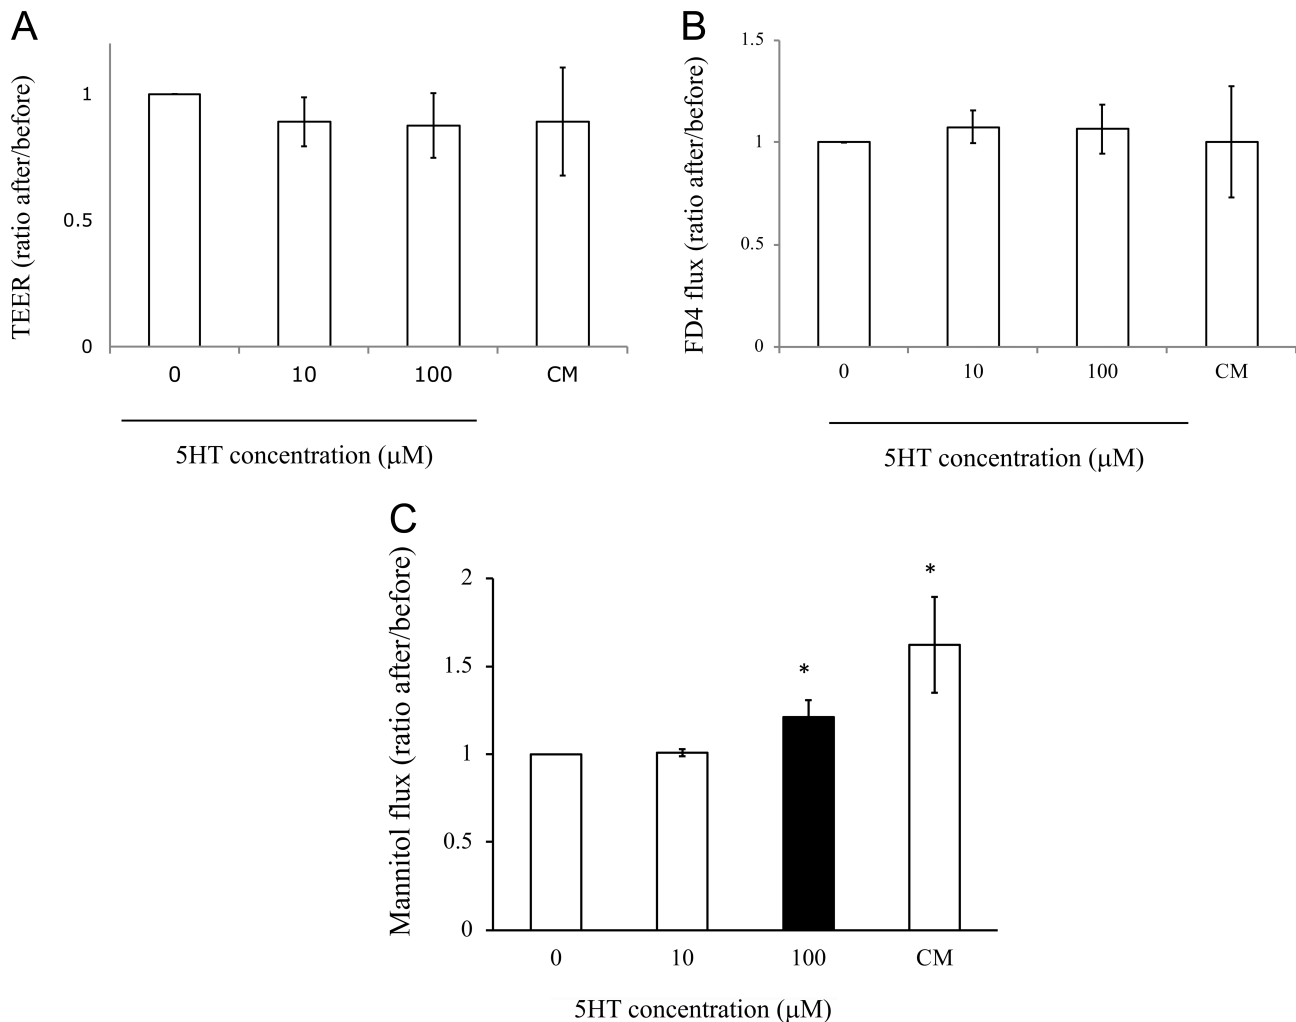 A
TEER (ratio after/before)
1
0.5
0
0 10 100 CM
5HT concentration (μM)
B
FD4 flux (ratio after/before)
1.5
1
0.5
0
0 10 100 CM
5HT concentration (μM)
C
Mannitol flux (ratio after/before)
2
1.5
1
0.5
0
* *
0 10 100 CM
5HT concentration (μM)